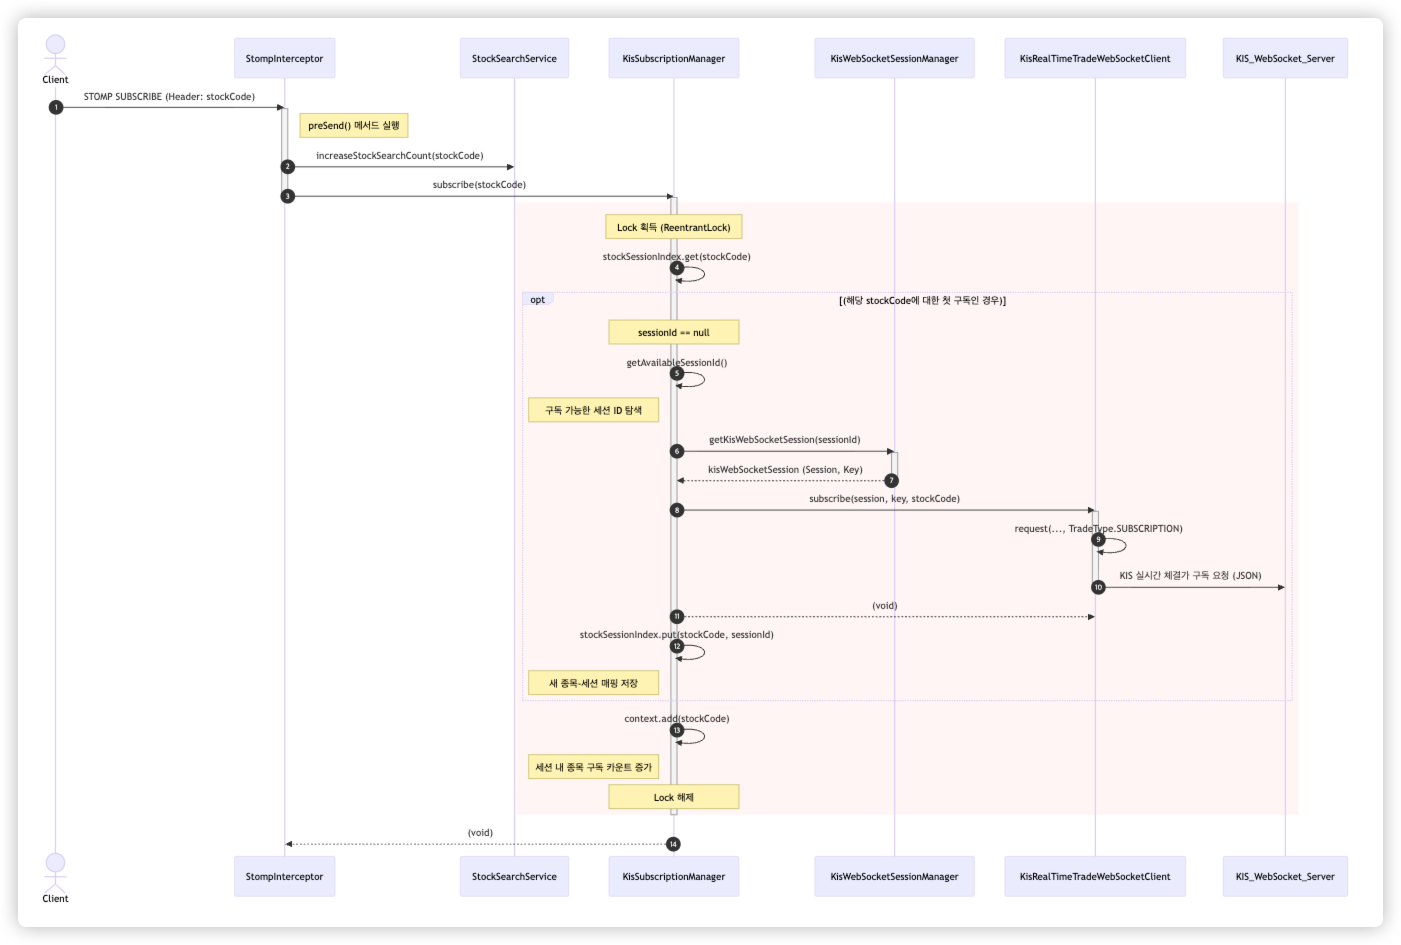 Client
StompInterceptor
StockSearchService
KisSubscriptionManager
KisWebSocketSessionManager
KisRealTimeTradeWebSocketClient
KIS_WebSocket_Server
1
STOMP SUBSCRIBE (Header: stockCode)
preSend() 메서드 실행
2
increaseStockSearchCount(stockCode)
3
subscribe(stockCode)
Lock 획득 (ReentrantLock)
stockSessionIndex.get(stockCode)
4
opt
[(해당 stockCode에 대한 첫 구독인 경우)]
sessionId == null
getAvailableSessionId()
5
구독 가능한 세션 ID 탐색
getKisWebSocketSession(sessionId)
6
kisWebSocketSession (Session, Key)
7
subscribe(session, key, stockCode)
8
request(..., TradeType.SUBSCRIPTION)
9
KIS 실시간 체결가 구독 요청 (JSON)
10
(void)
11
stockSessionIndex.put(stockCode, sessionId)
12
새 종목-세션 매핑 저장
context.add(stockCode)
13
세션 내 종목 구독 카운트 증가
Lock 해제
(void)
14
Client
StompInterceptor
StockSearchService
KisSubscriptionManager
KisWebSocketSessionManager
KisRealTimeTradeWebSocketClient
KIS_WebSocket_Server